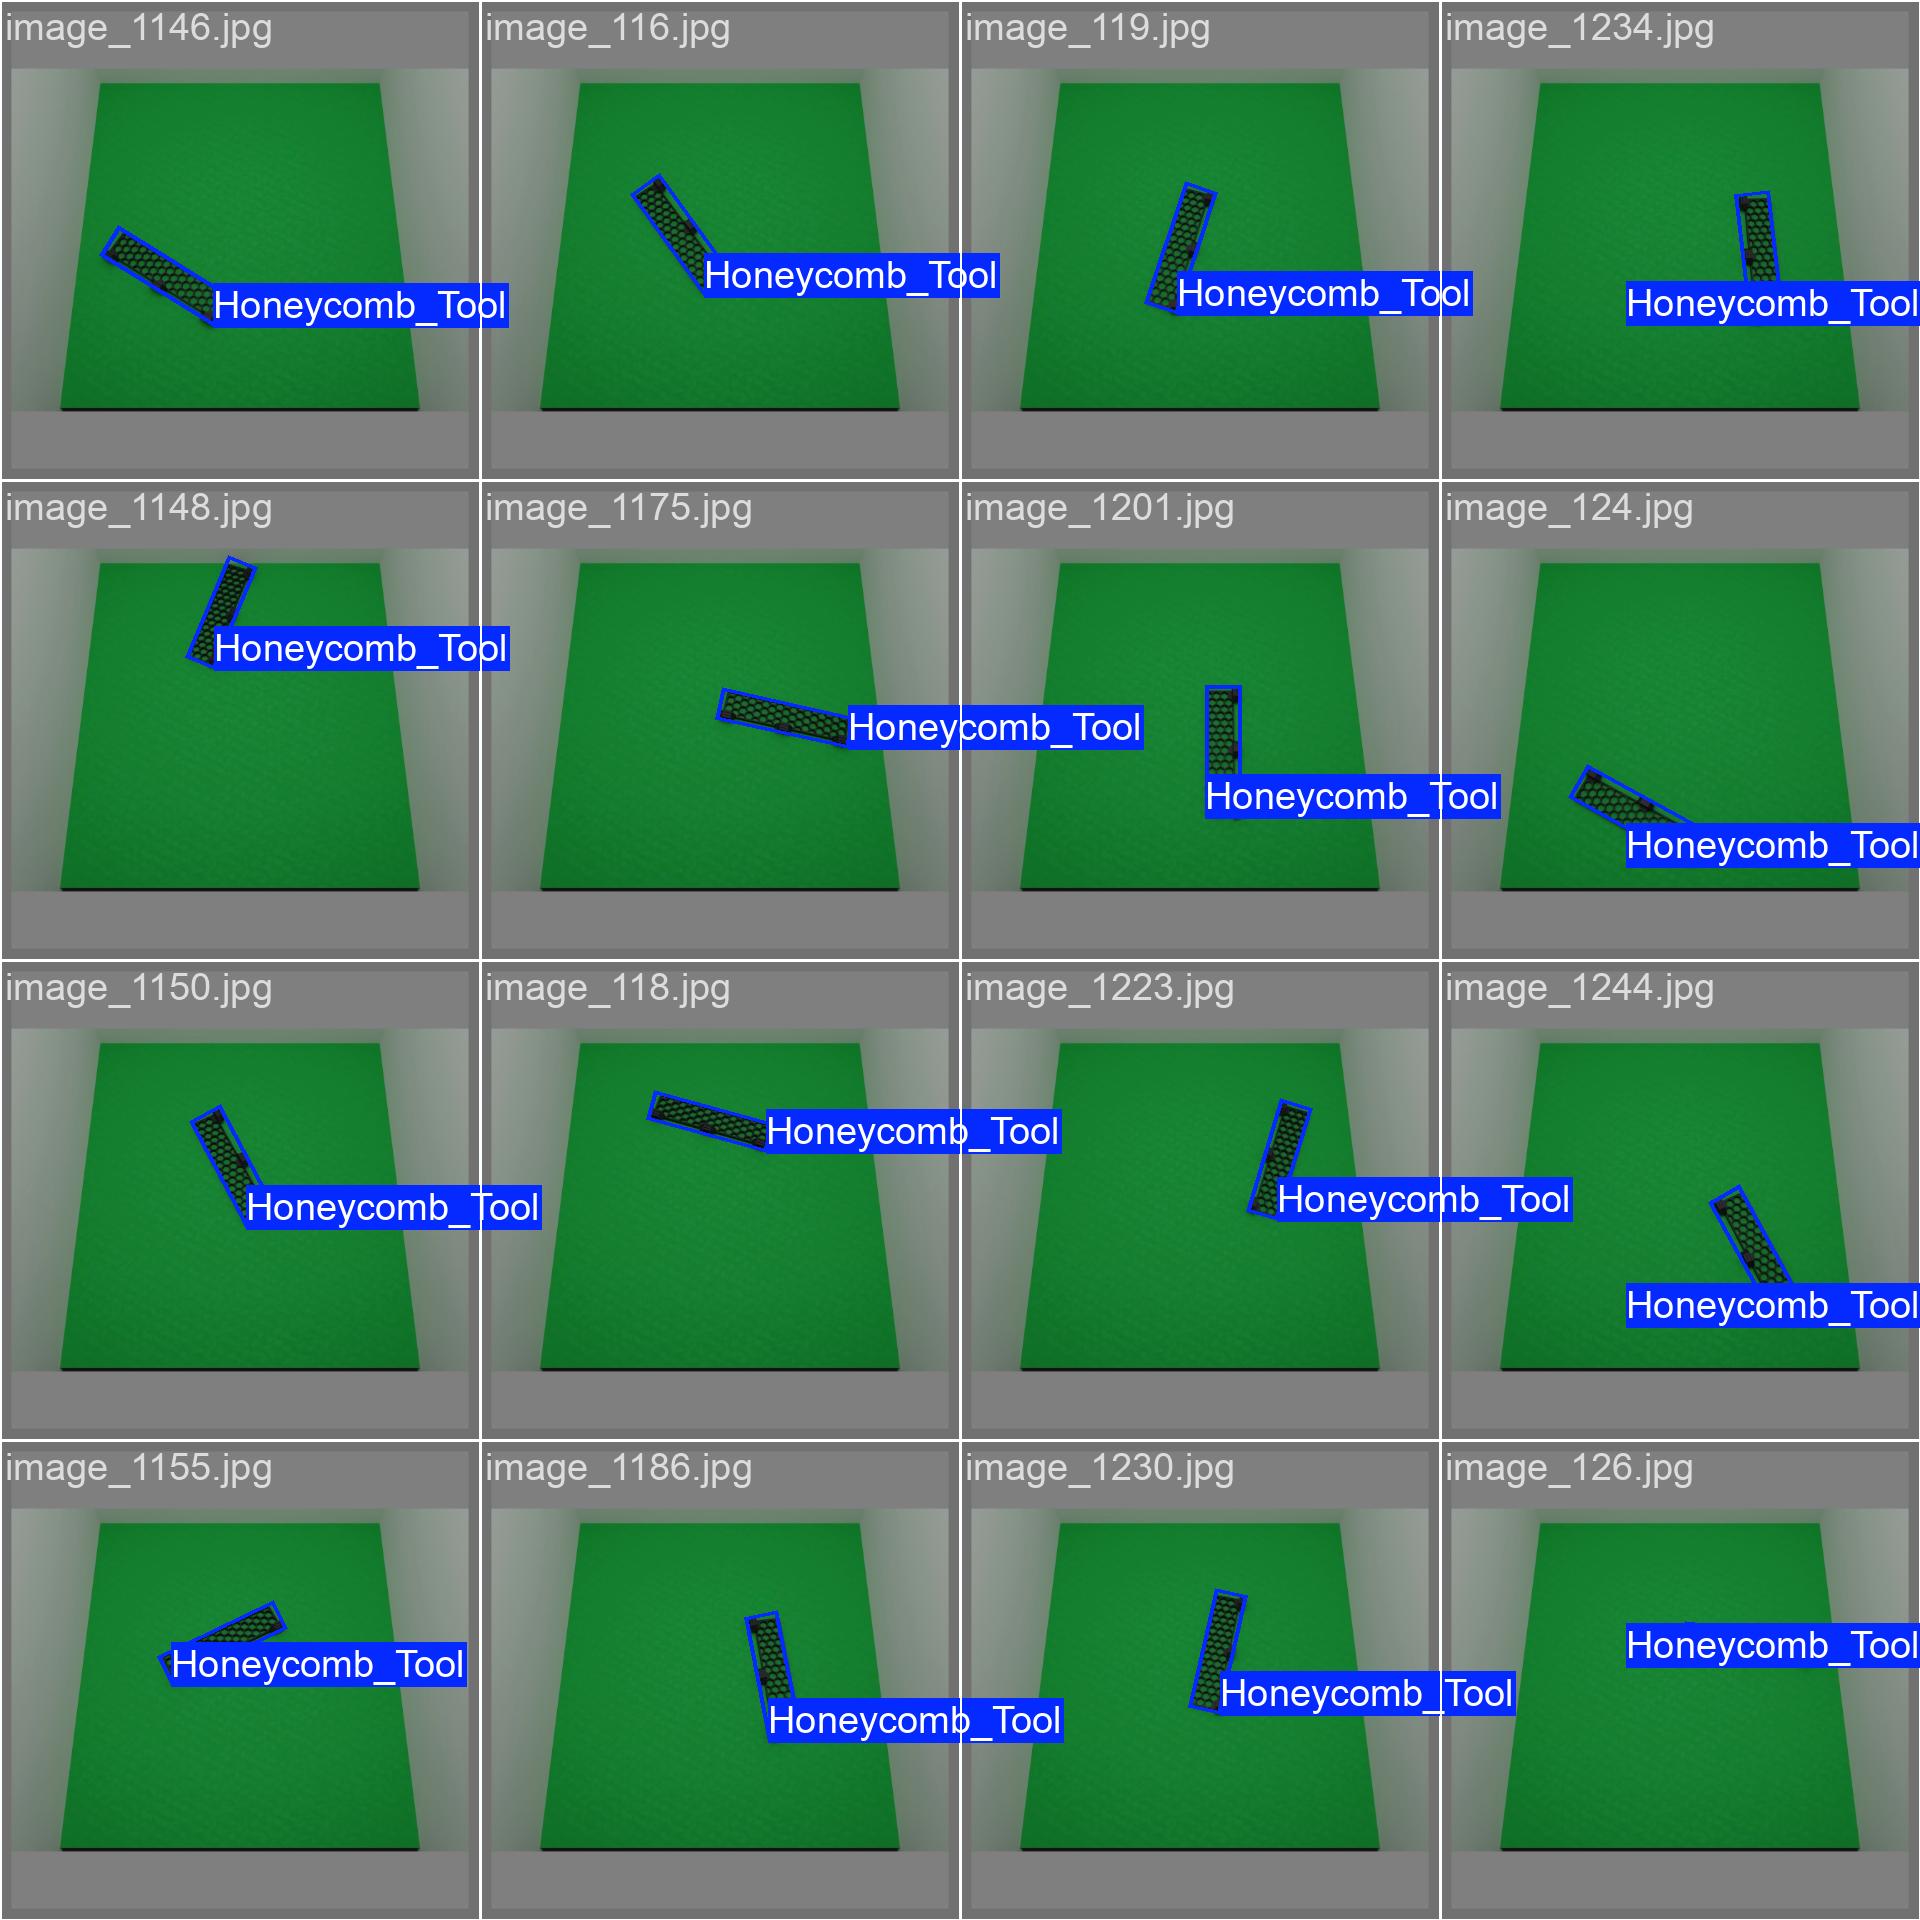 image_1146.jpg
image_116.jpg
image_119.jpg
image_1234.jpg
Honeycomb_Tool
Honeycomb_Tool
Honeycomb_Tool
Honeycomb_Tool
image_1148.jpg
image_1175.jpg
image_1201.jpg
image_124.jpg
Honeycomb_Tool
Honeycomb_Tool
Honeycomb_Tool
Honeycomb_Tool
image_1150.jpg
image_118.jpg
image_1223.jpg
image_1244.jpg
Honeycomb_Tool
Honeycomb_Tool
Honeycomb_Tool
Honeycomb_Tool
image_1155.jpg
image_1186.jpg
image_1230.jpg
image_126.jpg
Honeycomb_Tool
Honeycomb_Tool
Honeycomb_Tool
Honeycomb_Tool